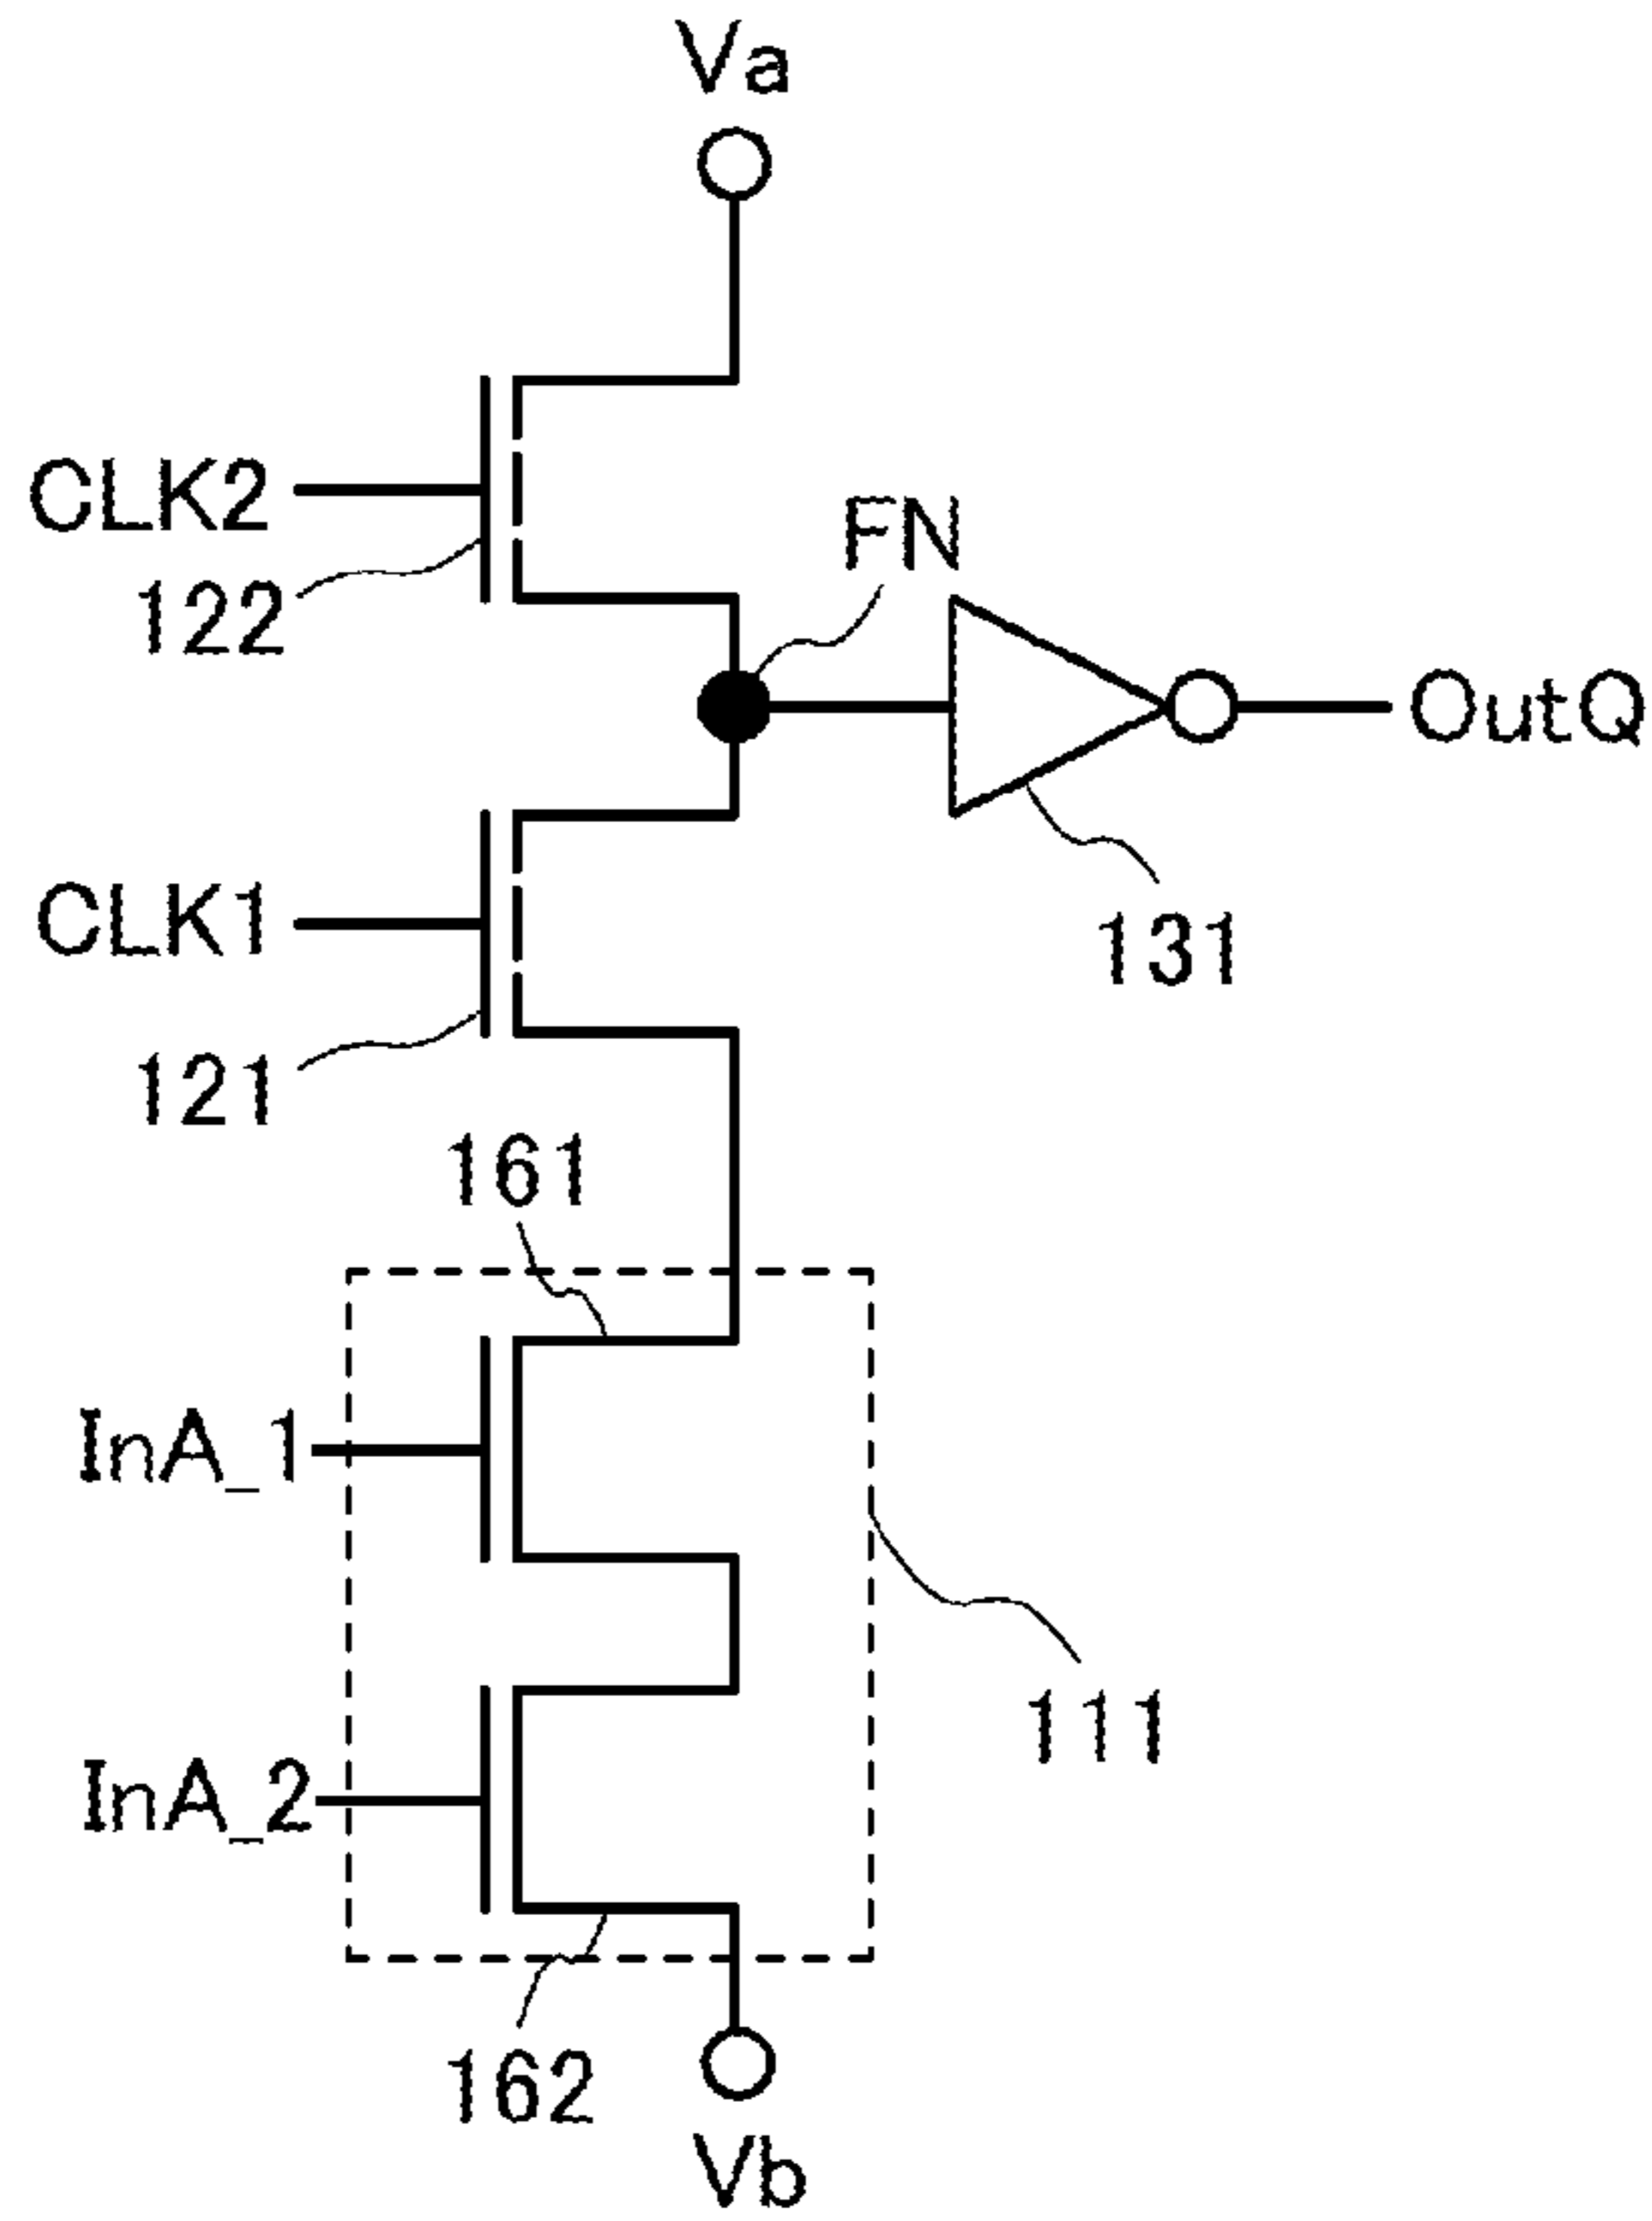 Va
CLK2
122
FN
OutQ
CLK1
121
131
161
InA_1
111
InA_2
162
Vb